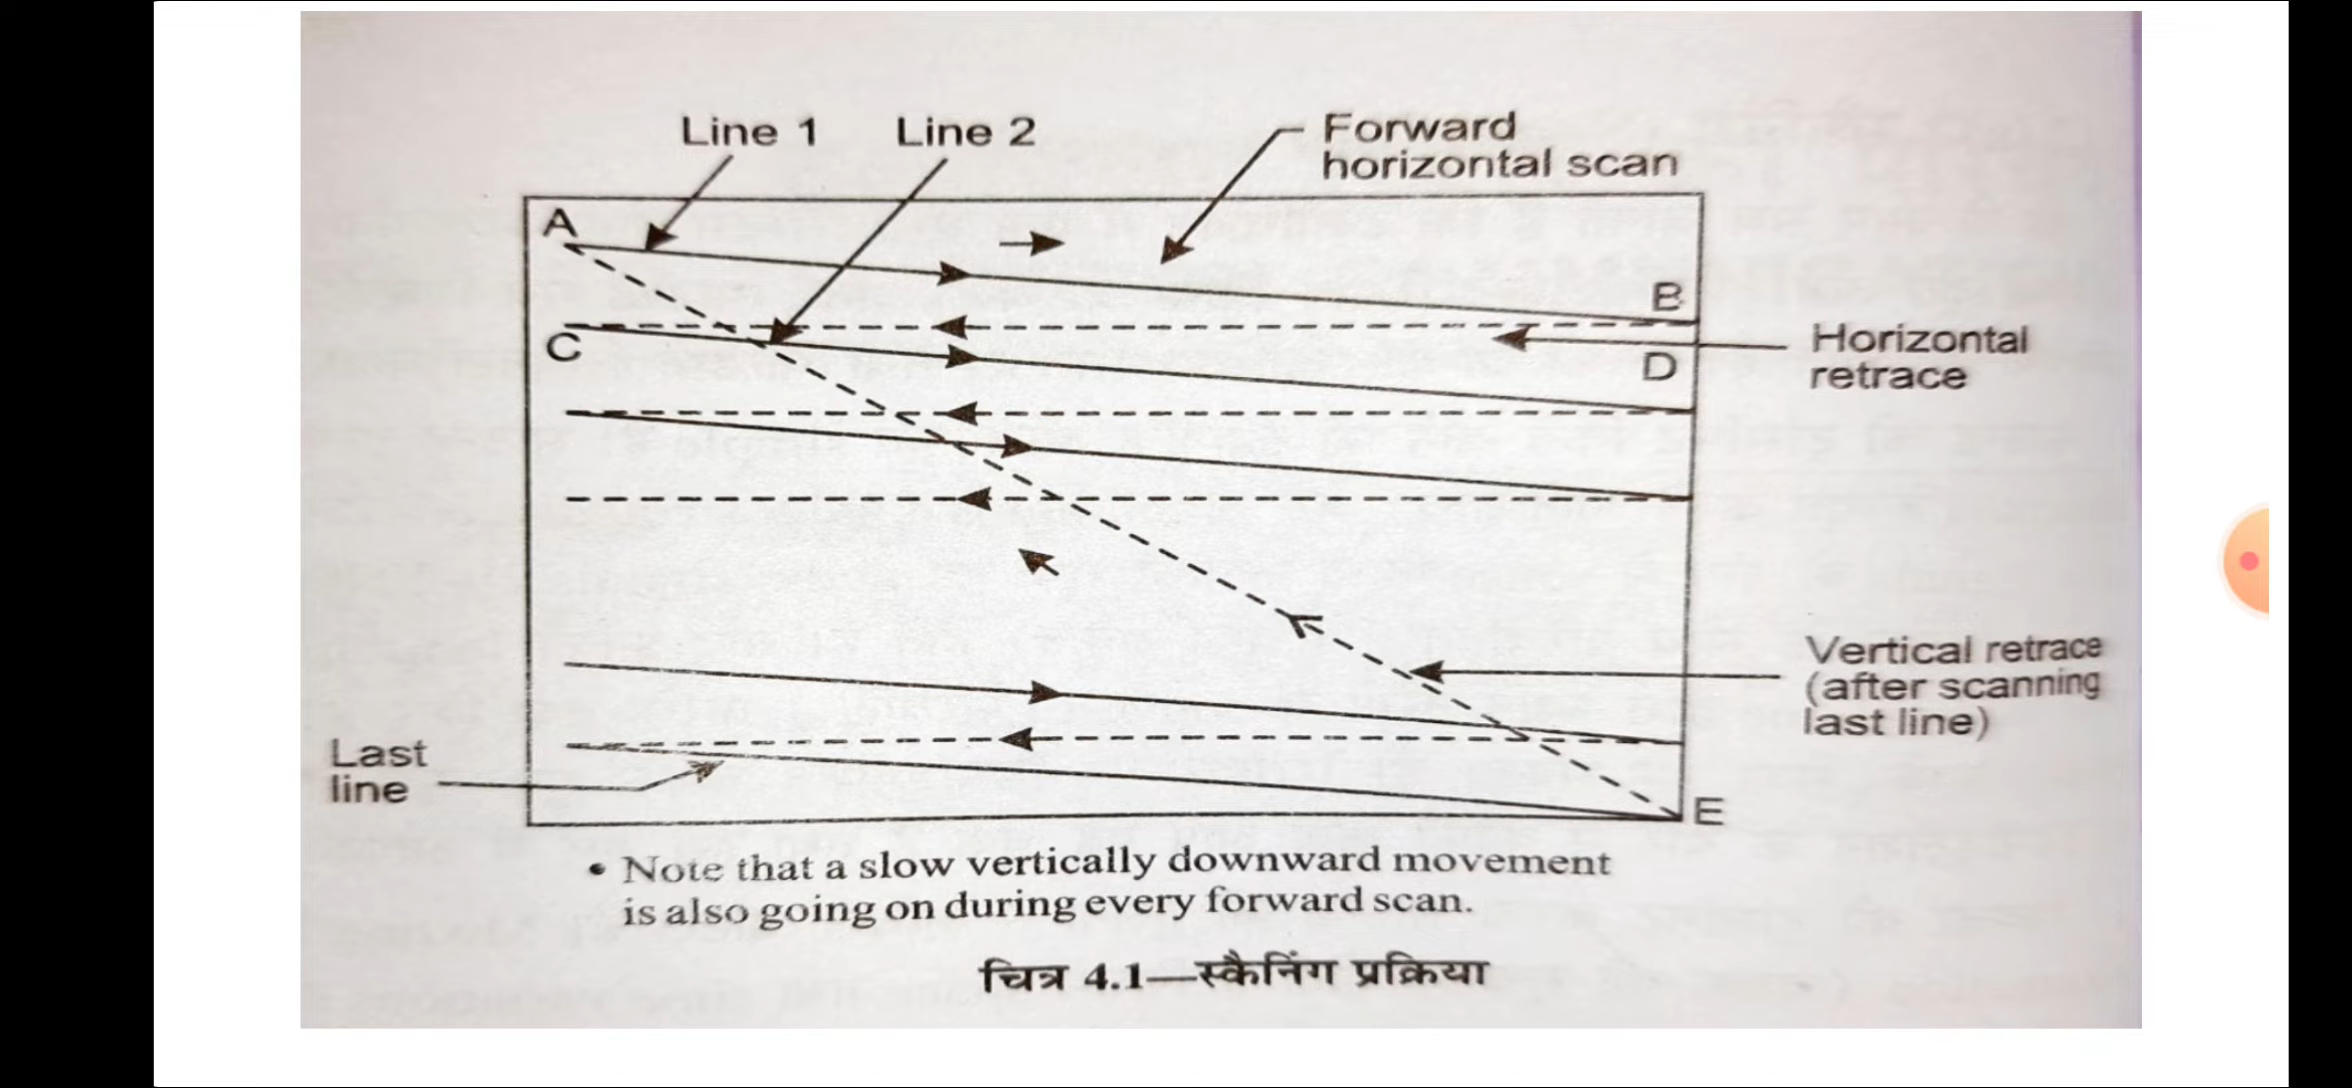 Line 1
Line 2
Forward
horizontal scan
A
B
C
D
Horizontal
retrace
Vertical retrace
(after scanning
last line)
Last
line
E
• Note that a slow vertically downward movement
is also going on during every forward scan.
चित्र 4.1—स्कैनिंग प्रक्रिया